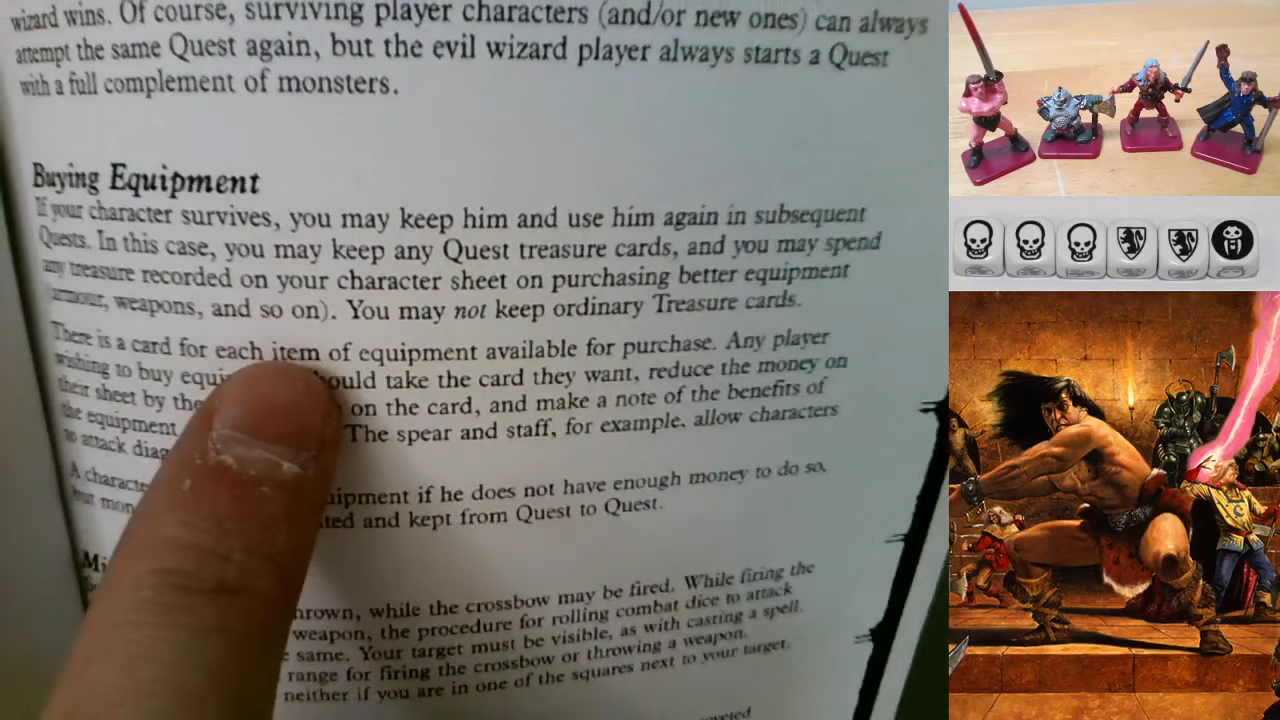 wizard wins. Of course, surviving player characters (and/or new ones) can always
attempt the same Quest again, but the evil wizard player always starts a Quest
with a full complement of monsters.
Buying Equipment
If your character survives, you may keep him and use him again in subsequent
Quests. In this case, you may keep any Quest treasure cards, and you may spend
any treasure recorded on your character sheet on purchasing better equipment
(armour, weapons, and so on). You may not keep ordinary Treasure cards.
There is a card for each item of equipment available for purchase. Any player
wishing to buy equi ould take the card they want, reduce the money on
their sheet by the on the card, and make a note of the benefits of
the equipment The spear and staff, for example, allow characters
to attack diag
A characte uipment if he does not have enough money to do so,
but mon ted and kept from Quest to Quest.
Mi
hrown, while the crossbow may be fired. While firing the
weapon, the procedure for rolling combat dice to attack
same. Your target must be visible, as with casting a spell.
range for firing the crossbow or throwing a weapon.
neither if you are in one of the squares next to your target.